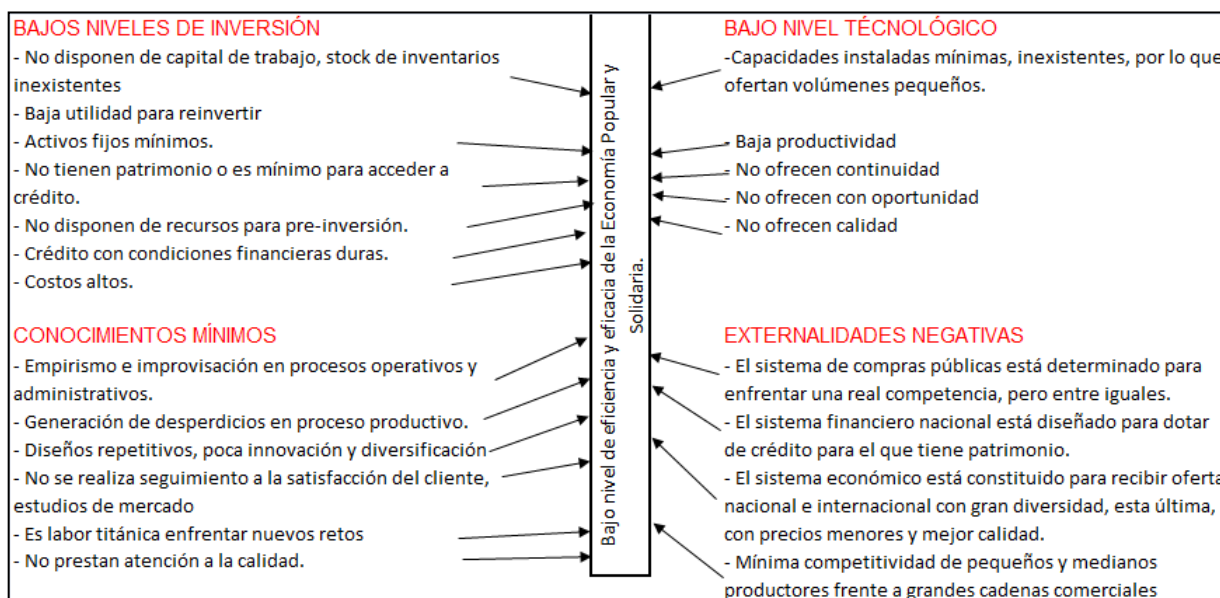 BAJOS NIVELES DE INVERSIÓN
- No disponen de capital de trabajo, stock de inventarios
inexistentes
- Baja utilidad para reinvertir
- Activos fijos mínimos.
- No tienen patrimonio o es mínimo para acceder a
crédito.
- No disponen de recursos para pre-inversión.
- Crédito con condiciones financieras duras.
- Costos altos.
CONOCIMIENTOS MÍNIMOS
- Empirismo e improvisación en procesos operativos y
administrativos.
- Generación de desperdicios en proceso productivo.
- Diseños repetitivos, poca innovación y diversificación
- No se realiza seguimiento a la satisfacción del cliente,
estudios de mercado
- Es labor titánica enfrentar nuevos retos
- No prestan atención a la calidad.
Bajo nivel de eficiencia y eficacia de la Economía Popular y
Solidaria.
BAJO NIVEL TÉCNOLÓGICO
-Capacidades instaladas mínimas, inexistentes, por lo que
ofertan volúmenes pequeños.
- Baja productividad
- No ofrecen continuidad
- No ofrecen con oportunidad
- No ofrecen calidad
EXTERNALIDADES NEGATIVAS
- El sistema de compras públicas está determinado para
enfrentar una real competencia, pero entre iguales.
- El sistema financiero nacional está diseñado para dotar
de crédito para el que tiene patrimonio.
- El sistema económico está constituido para recibir oferta
nacional e internacional con gran diversidad, esta última,
con precios menores y mejor calidad.
- Mínima competitividad de pequeños y medianos
productores frente a grandes cadenas comerciales